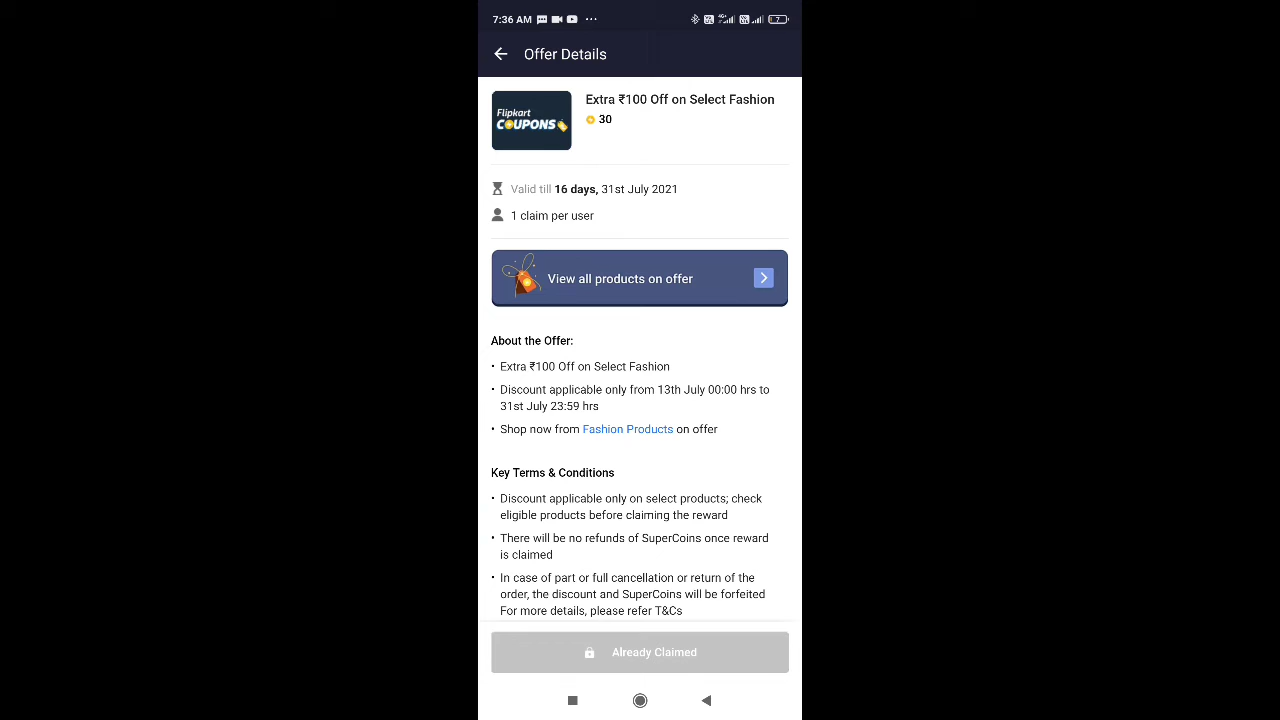 7:36 AM
7
Offer Details
Flipkart
COUPONS
Extra ₹100 Off on Select Fashion
30
Valid till 16 days, 31st July 2021
1 claim per user
View all products on offer
About the Offer:
• Extra ₹100 Off on Select Fashion
• Discount applicable only from 13th July 00:00 hrs to
31st July 23:59 hrs
• Shop now from Fashion Products on offer
Key Terms & Conditions
• Discount applicable only on select products; check
eligible products before claiming the reward
• There will be no refunds of SuperCoins once reward
is claimed
• In case of part or full cancellation or return of the
order, the discount and SuperCoins will be forfeited
For more details, please refer T&Cs
Already Claimed